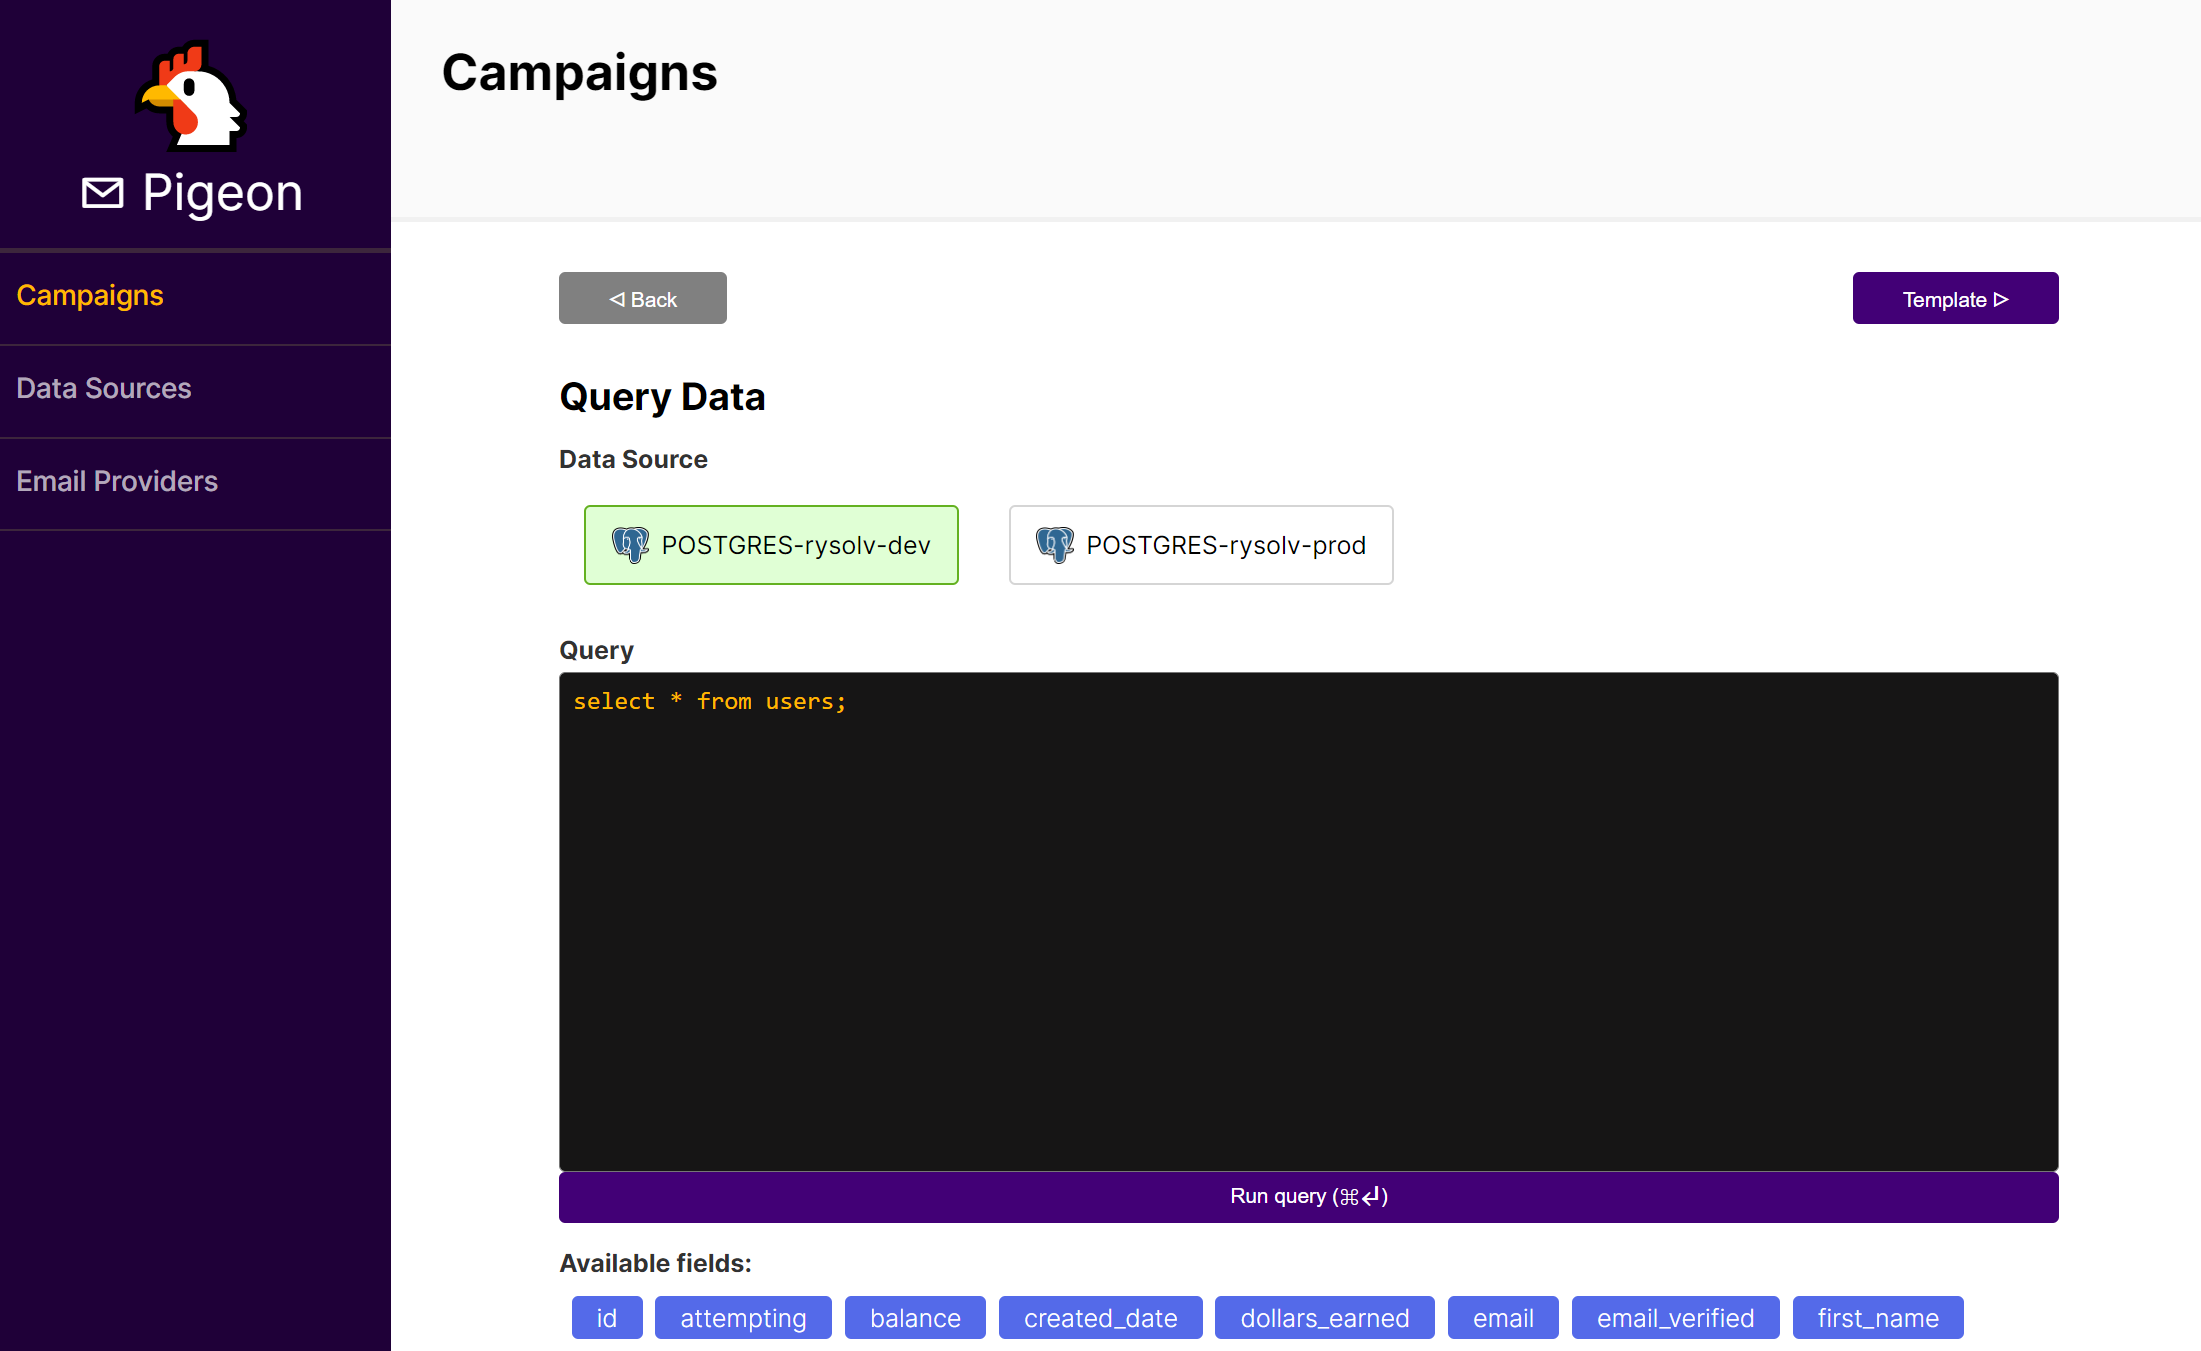 Pigeon
Campaigns
Data Sources
Email Providers
Campaigns
◁ Back
Template ▷
Query Data
Data Source
POSTGRES-rysolv-dev
POSTGRES-rysolv-prod
Query
select * from users;
Run query (⌘↵)
Available fields:
id attempting balance created_date dollars_earned email email_verified first_name